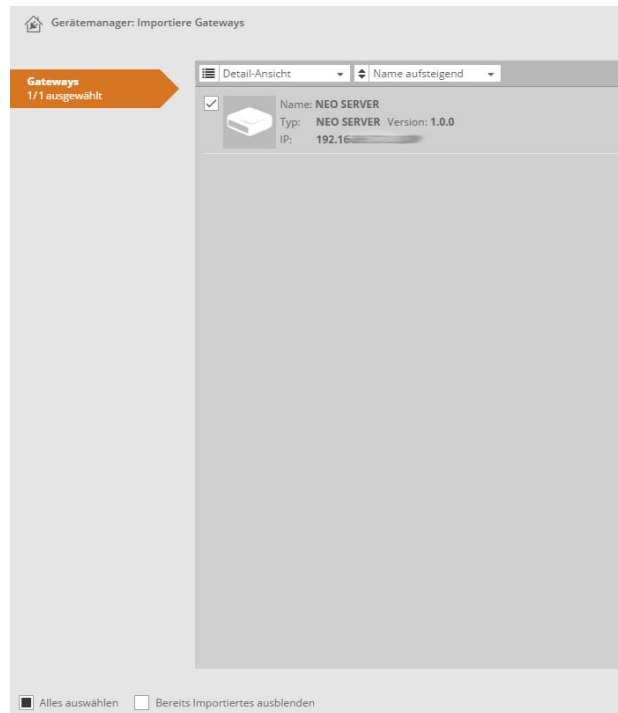 Gerätemanager: Importiere Gateways
Gateways
1/1 ausgewählt
Detail-Ansicht Name aufsteigend
Name: NEO SERVER
Typ: NEO SERVER Version: 1.0.0
IP: 192.16
Alles auswählen Bereits Importiertes ausblenden